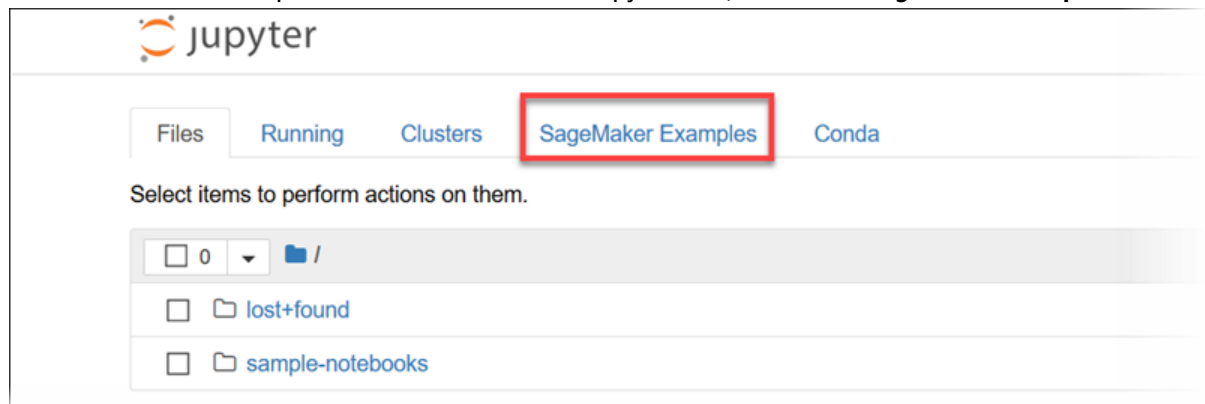 jupyter
Files Running Clusters SageMaker Examples Conda
Select items to perform actions on them.
0 /
lost+found
sample-notebooks